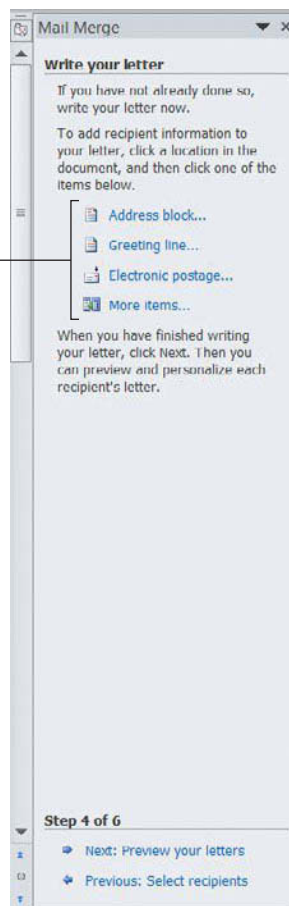 Mail Merge
Write your letter
If you have not already done so,
write your letter now.
To add recipient information to
your letter, click a location in the
document, and then click one of the
items below.
Address block...
Greeting line...
Electronic postage...
More items...
When you have finished writing
your letter, click Next. Then you
can preview and personalize each
recipient's letter.
Step 4 of 6
Next: Preview your letters
Previous: Select recipients